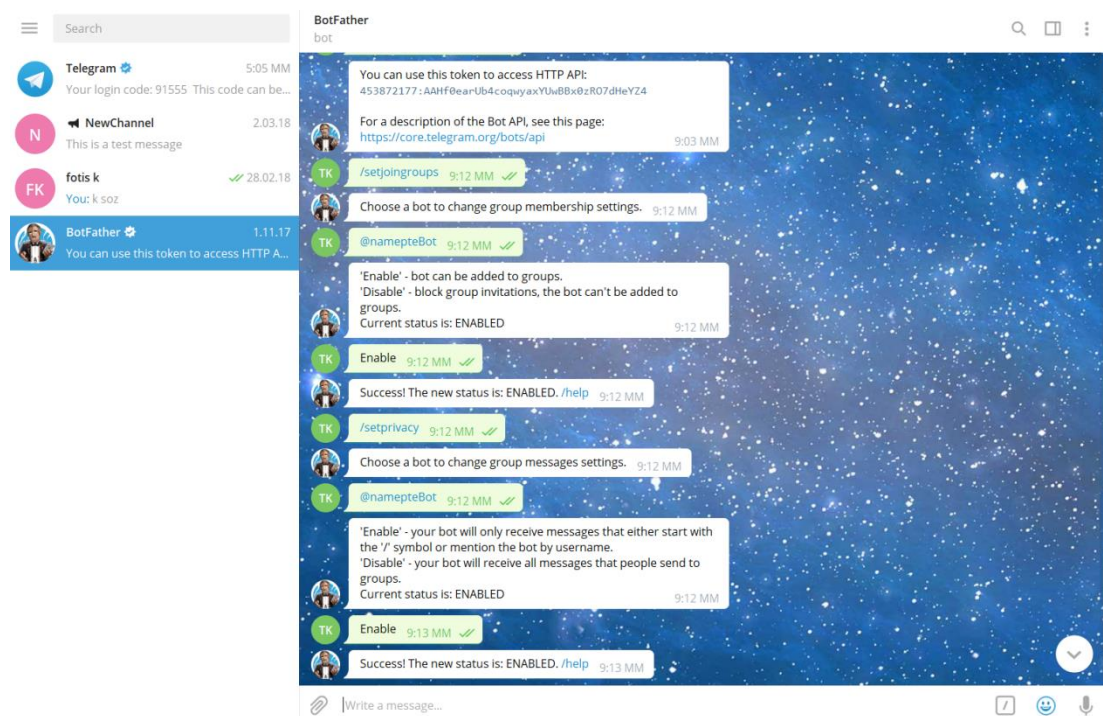 Search
Telegram 5:05 MM
Your login code: 91555 This code can be...
N
NewChannel 2.03.18
This is a test message
FK
fotis k 28.02.18
You: k soz
BotFather 1.11.17
You can use this token to access HTTP A...
BotFather
bot
You can use this token to access HTTP API:
453872177:AAHf0earUb4coqwyaxYUwBBx0zRO7dHeYZ4
For a description of the Bot API, see this page:
https://core.telegram.org/bots/api
9:03 MM
TK
/setjoingroups 9:12 MM
Choose a bot to change group membership settings. 9:12 MM
TK
@namepteBot 9:12 MM
'Enable' - bot can be added to groups.
'Disable' - block group invitations, the bot can't be added to
groups.
Current status is: ENABLED 9:12 MM
TK
Enable 9:12 MM
Success! The new status is: ENABLED. /help 9:12 MM
TK
/setprivacy 9:12 MM
Choose a bot to change group messages settings. 9:12 MM
TK
@namepteBot 9:12 MM
'Enable' - your bot will only receive messages that either start with
the '/' symbol or mention the bot by username.
'Disable' - your bot will receive all messages that people send to
groups.
Current status is: ENABLED 9:12 MM
TK
Enable 9:13 MM
Success! The new status is: ENABLED. /help 9:13 MM
Write a message...